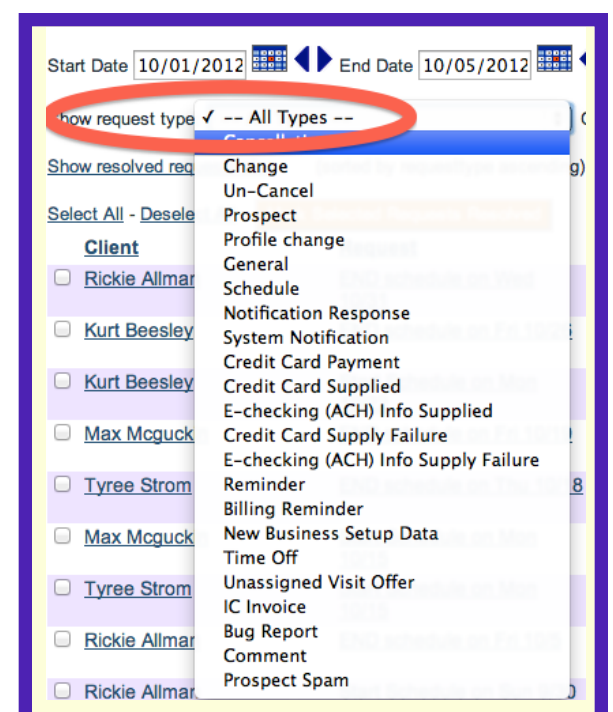 Start Date 10/01/2012 End Date 10/05/2012
how request type ✓ -- All Types --
Change
Show resolved req g)
Un-Cancel
Select All - Desele Prospect
Profile change
Client
General
Rickie Allmar
Schedule
Notification Response
Kurt Beesley
System Notification
Credit Card Payment
Kurt Beesley Credit Card Supplied
E-checking (ACH) Info Supplied
Max Mcguck Credit Card Supply Failure
E-checking (ACH) Info Supply Failure
Tyree Strom Reminder 8
Billing Reminder
Max Mcguck New Business Setup Data
Time Off
Tyree Strom Unassigned Visit Offer
IC Invoice
Rickie Allmar Bug Report
Comment
Rickie Allmar Prospect Spam 0